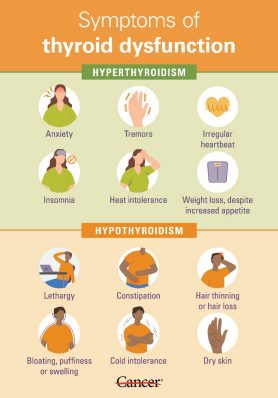 Symptoms of
thyroid dysfunction
HYPERTHYROIDISM
Anxiety
Tremors
Irregular
heartbeat
Insomnia
Heat intolerance
Weight loss, despite
increased appetite
HYPOTHYROIDISM
Lethargy
Constipation
Hair thinning
or hair loss
Bloating, puffiness
or swelling
Cold intolerance
Dry skin
Cancer